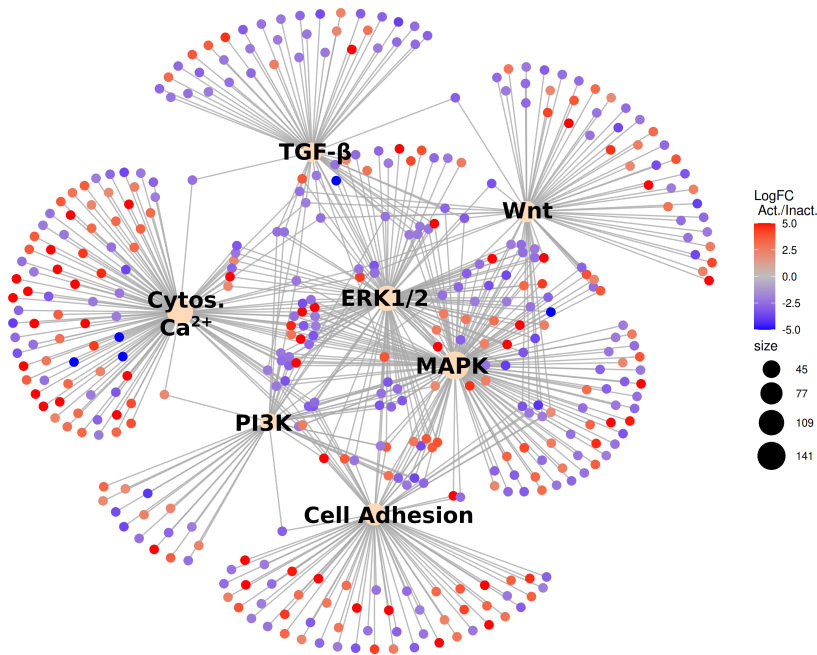 TGF-β
Wnt
Cytos.
Ca²⁺
ERK1/2
MAPK
PI3K
Cell Adhesion
LogFC
Act./Inact.
5.0
2.5
0.0
-2.5
-5.0
size
45
77
109
141